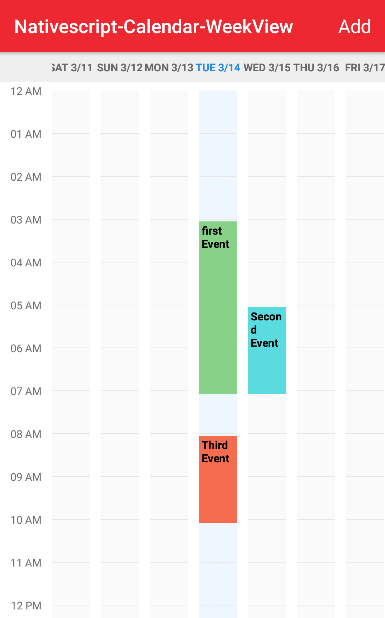 Nativescript-Calendar-WeekView Add
SAT 3/11 SUN 3/12 MON 3/13 TUE 3/14 WED 3/15 THU 3/16 FRI 3/17
12 AM
01 AM
02 AM
03 AM
first
Event
04 AM
05 AM
Secon
d
Event
06 AM
07 AM
08 AM
Third
Event
09 AM
10 AM
11 AM
12 PM